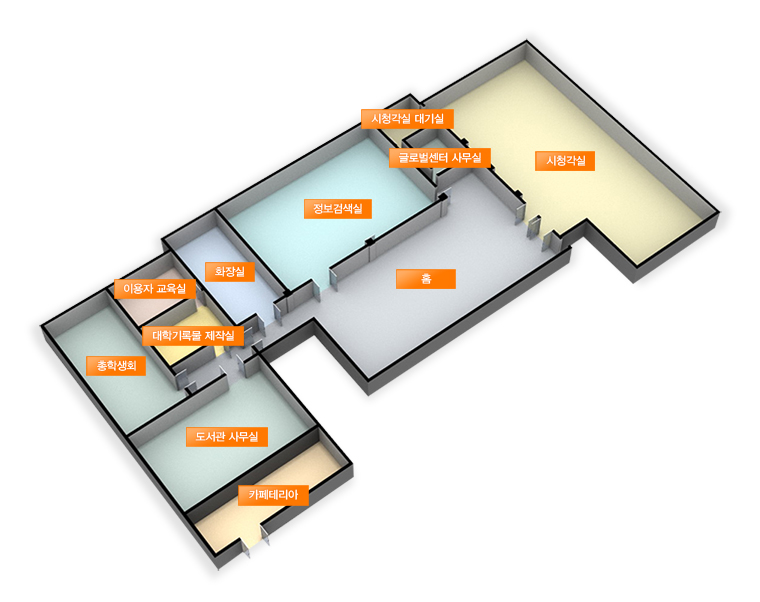 시청각실 대기실
글로벌센터 사무실
시청각실
정보검색실
화장실
홀
이용자 교육실
대학기록물 제작실
총학생회
도서관 사무실
카페테리아